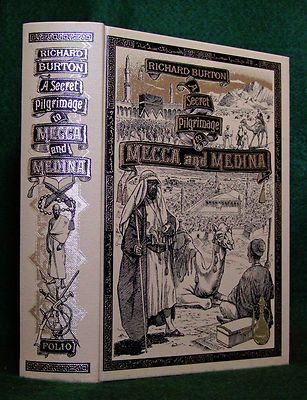 RICHARD
BURTON
A Secret
Pilgrimage
to
MECCA
and
MEDINA
FOLIO
RICHARD BURTON
A
Secret
Pilgrimage
to
MECCA and MEDINA